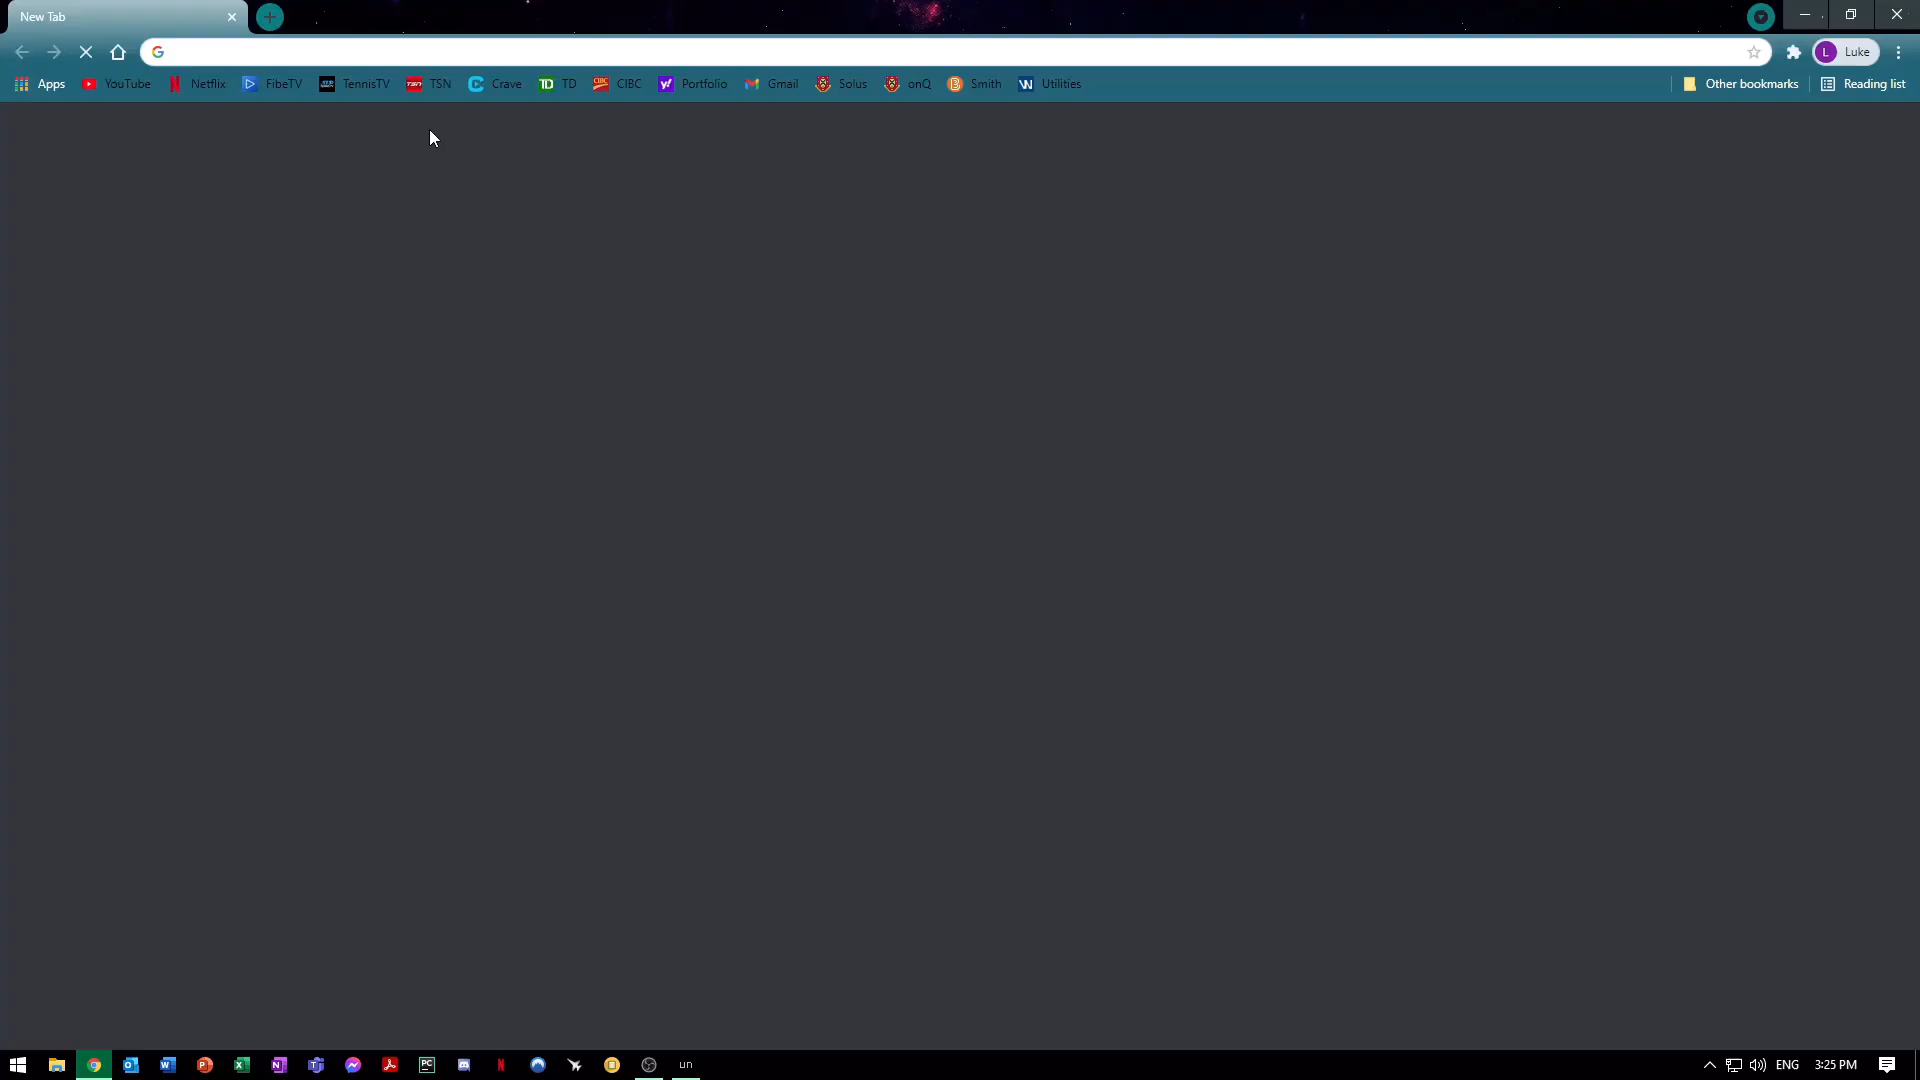 New Tab
Luke
Apps YouTube Netflix FibeTV TennisTV TSN Crave TD CIBC Portfolio Gmail Solus onQ Smith Utilities Other bookmarks Reading list
un ENG 3:25 PM